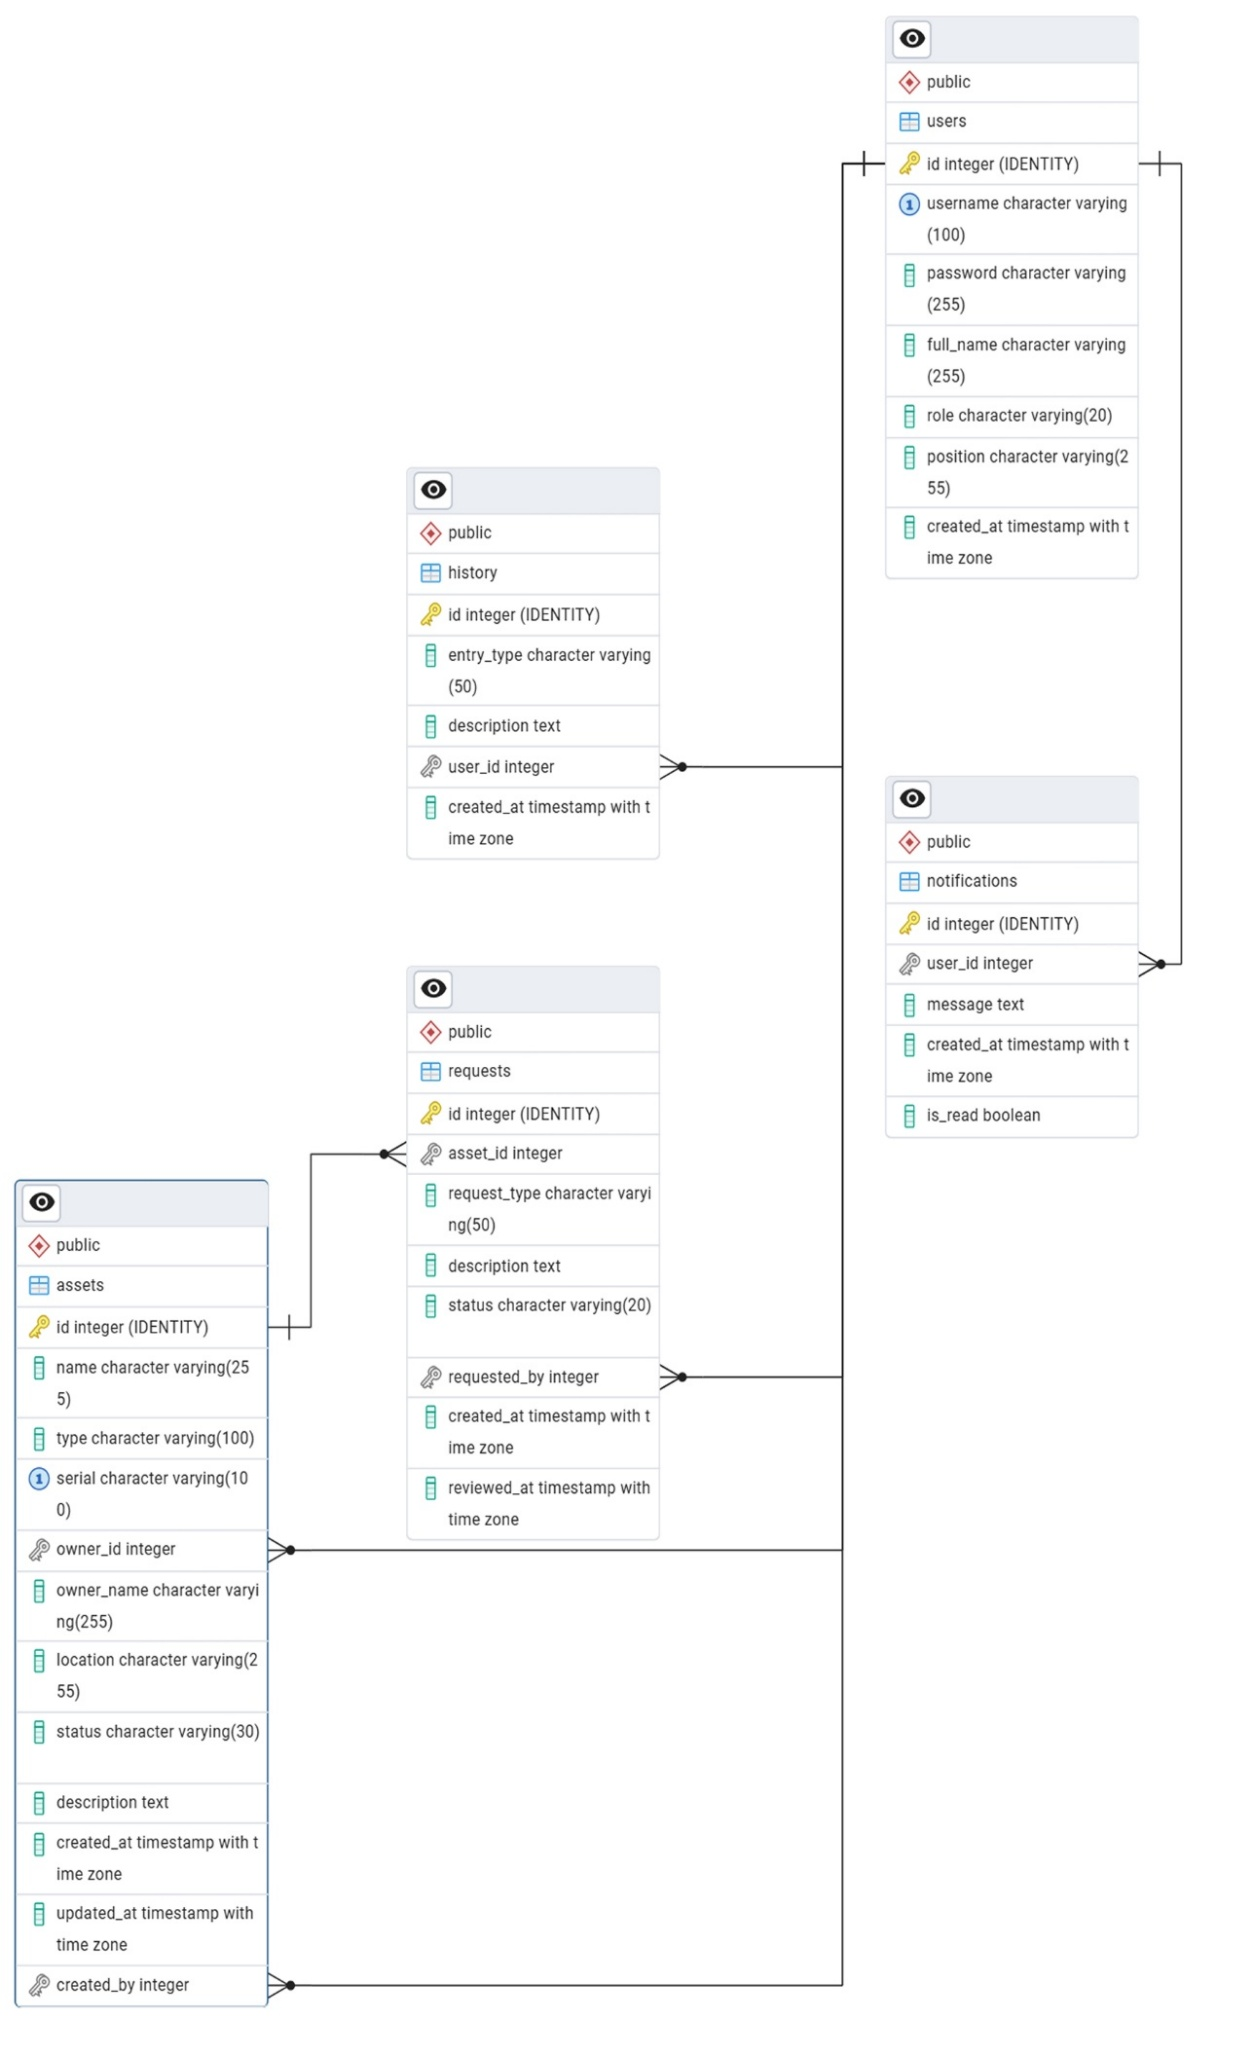 public
users
id integer (IDENTITY)
username character varying
(100)
password character varying
(255)
full_name character varying
(255)
role character varying(20)
position character varying(2
55)
created_at timestamp with t
ime zone
public
history
id integer (IDENTITY)
entry_type character varying
(50)
description text
user_id integer
created_at timestamp with t
ime zone
public
notifications
id integer (IDENTITY)
user_id integer
message text
created_at timestamp with t
ime zone
is_read boolean
public
requests
id integer (IDENTITY)
asset_id integer
request_type character varyi
ng(50)
description text
status character varying(20)
requested_by integer
created_at timestamp with t
ime zone
reviewed_at timestamp with
time zone
public
assets
id integer (IDENTITY)
name character varying(25
5)
type character varying(100)
serial character varying(10
0)
owner_id integer
owner_name character varyi
ng(255)
location character varying(2
55)
status character varying(30)
description text
created_at timestamp with t
ime zone
updated_at timestamp with
time zone
created_by integer